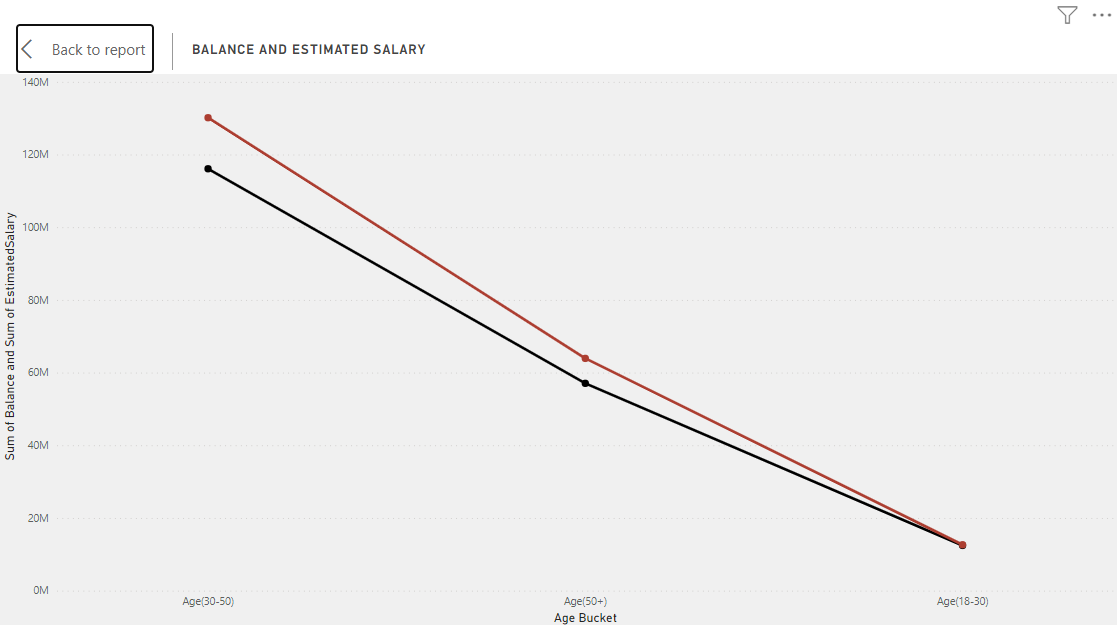 Back to report
BALANCE AND ESTIMATED SALARY
Sum of Balance and Sum of EstimatedSalary
140M
120M
100M
80M
60M
40M
20M
0M
Age(30-50) Age(50+) Age(18-30)
Age Bucket